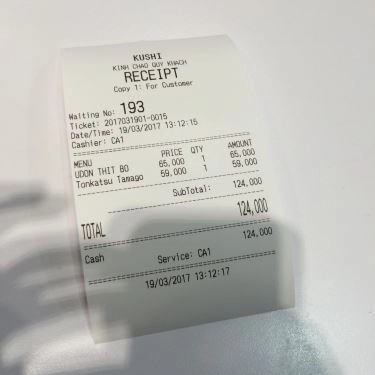 KUSHI
KINH CHAO QUY KHACH
RECEIPT
Copy 1: For Customer
Waiting No: 193
Ticket: 2017031901-0015
Date/Time: 19/03/2017 13:12:15
Cashier: CA1
MENU PRICE QTY AMOUNT
UDON THIT BO 65,000 1 65,000
Tonkatsu Tamago 59,000 1 59,000
SubTotal: 124,000
TOTAL 124,000
Cash 124,000
Service: CA1
19/03/2017 13:12:17